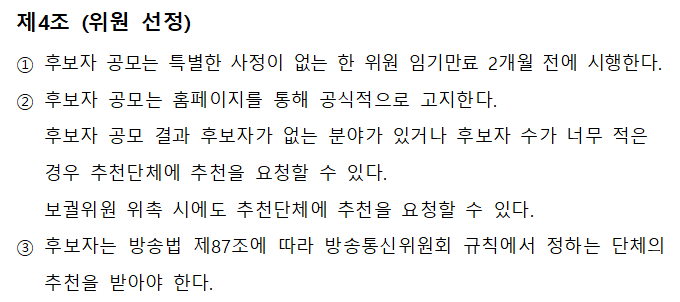 제4조 (위원 선정)
① 후보자 공모는 특별한 사정이 없는 한 위원 임기만료 2개월 전에 시행한다.
② 후보자 공모는 홈페이지를 통해 공식적으로 고지한다.
후보자 공모 결과 후보자가 없는 분야가 있거나 후보자 수가 너무 적은
경우 추천단체에 추천을 요청할 수 있다.
보궐위원 위촉 시에도 추천단체에 추천을 요청할 수 있다.
③ 후보자는 방송법 제87조에 따라 방송통신위원회 규칙에서 정하는 단체의
추천을 받아야 한다.